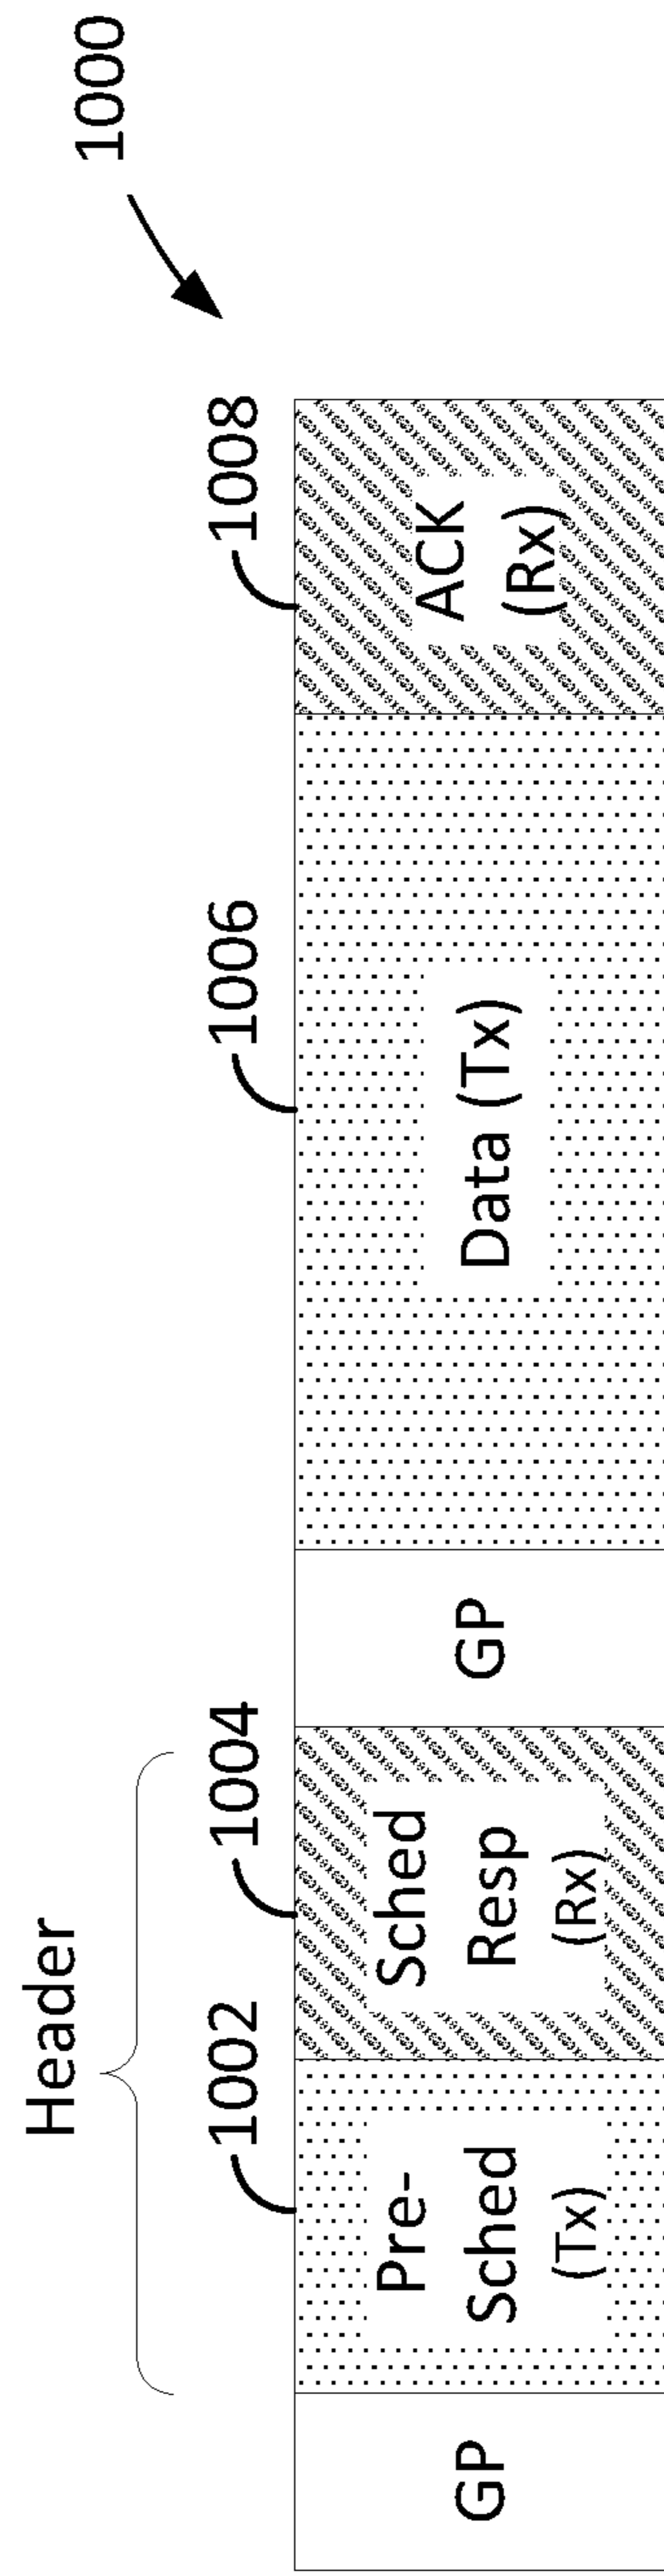 1000
Header
1002
1004
1006
1008
GP
Pre-
Sched
(Tx)
Sched
Resp
(Rx)
GP
Data (Tx)
ACK
(Rx)